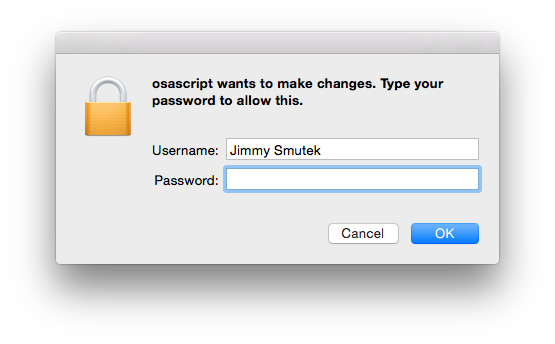 osascript wants to make changes. Type your
password to allow this.
Username: Jimmy Smutek
Password:
Cancel OK